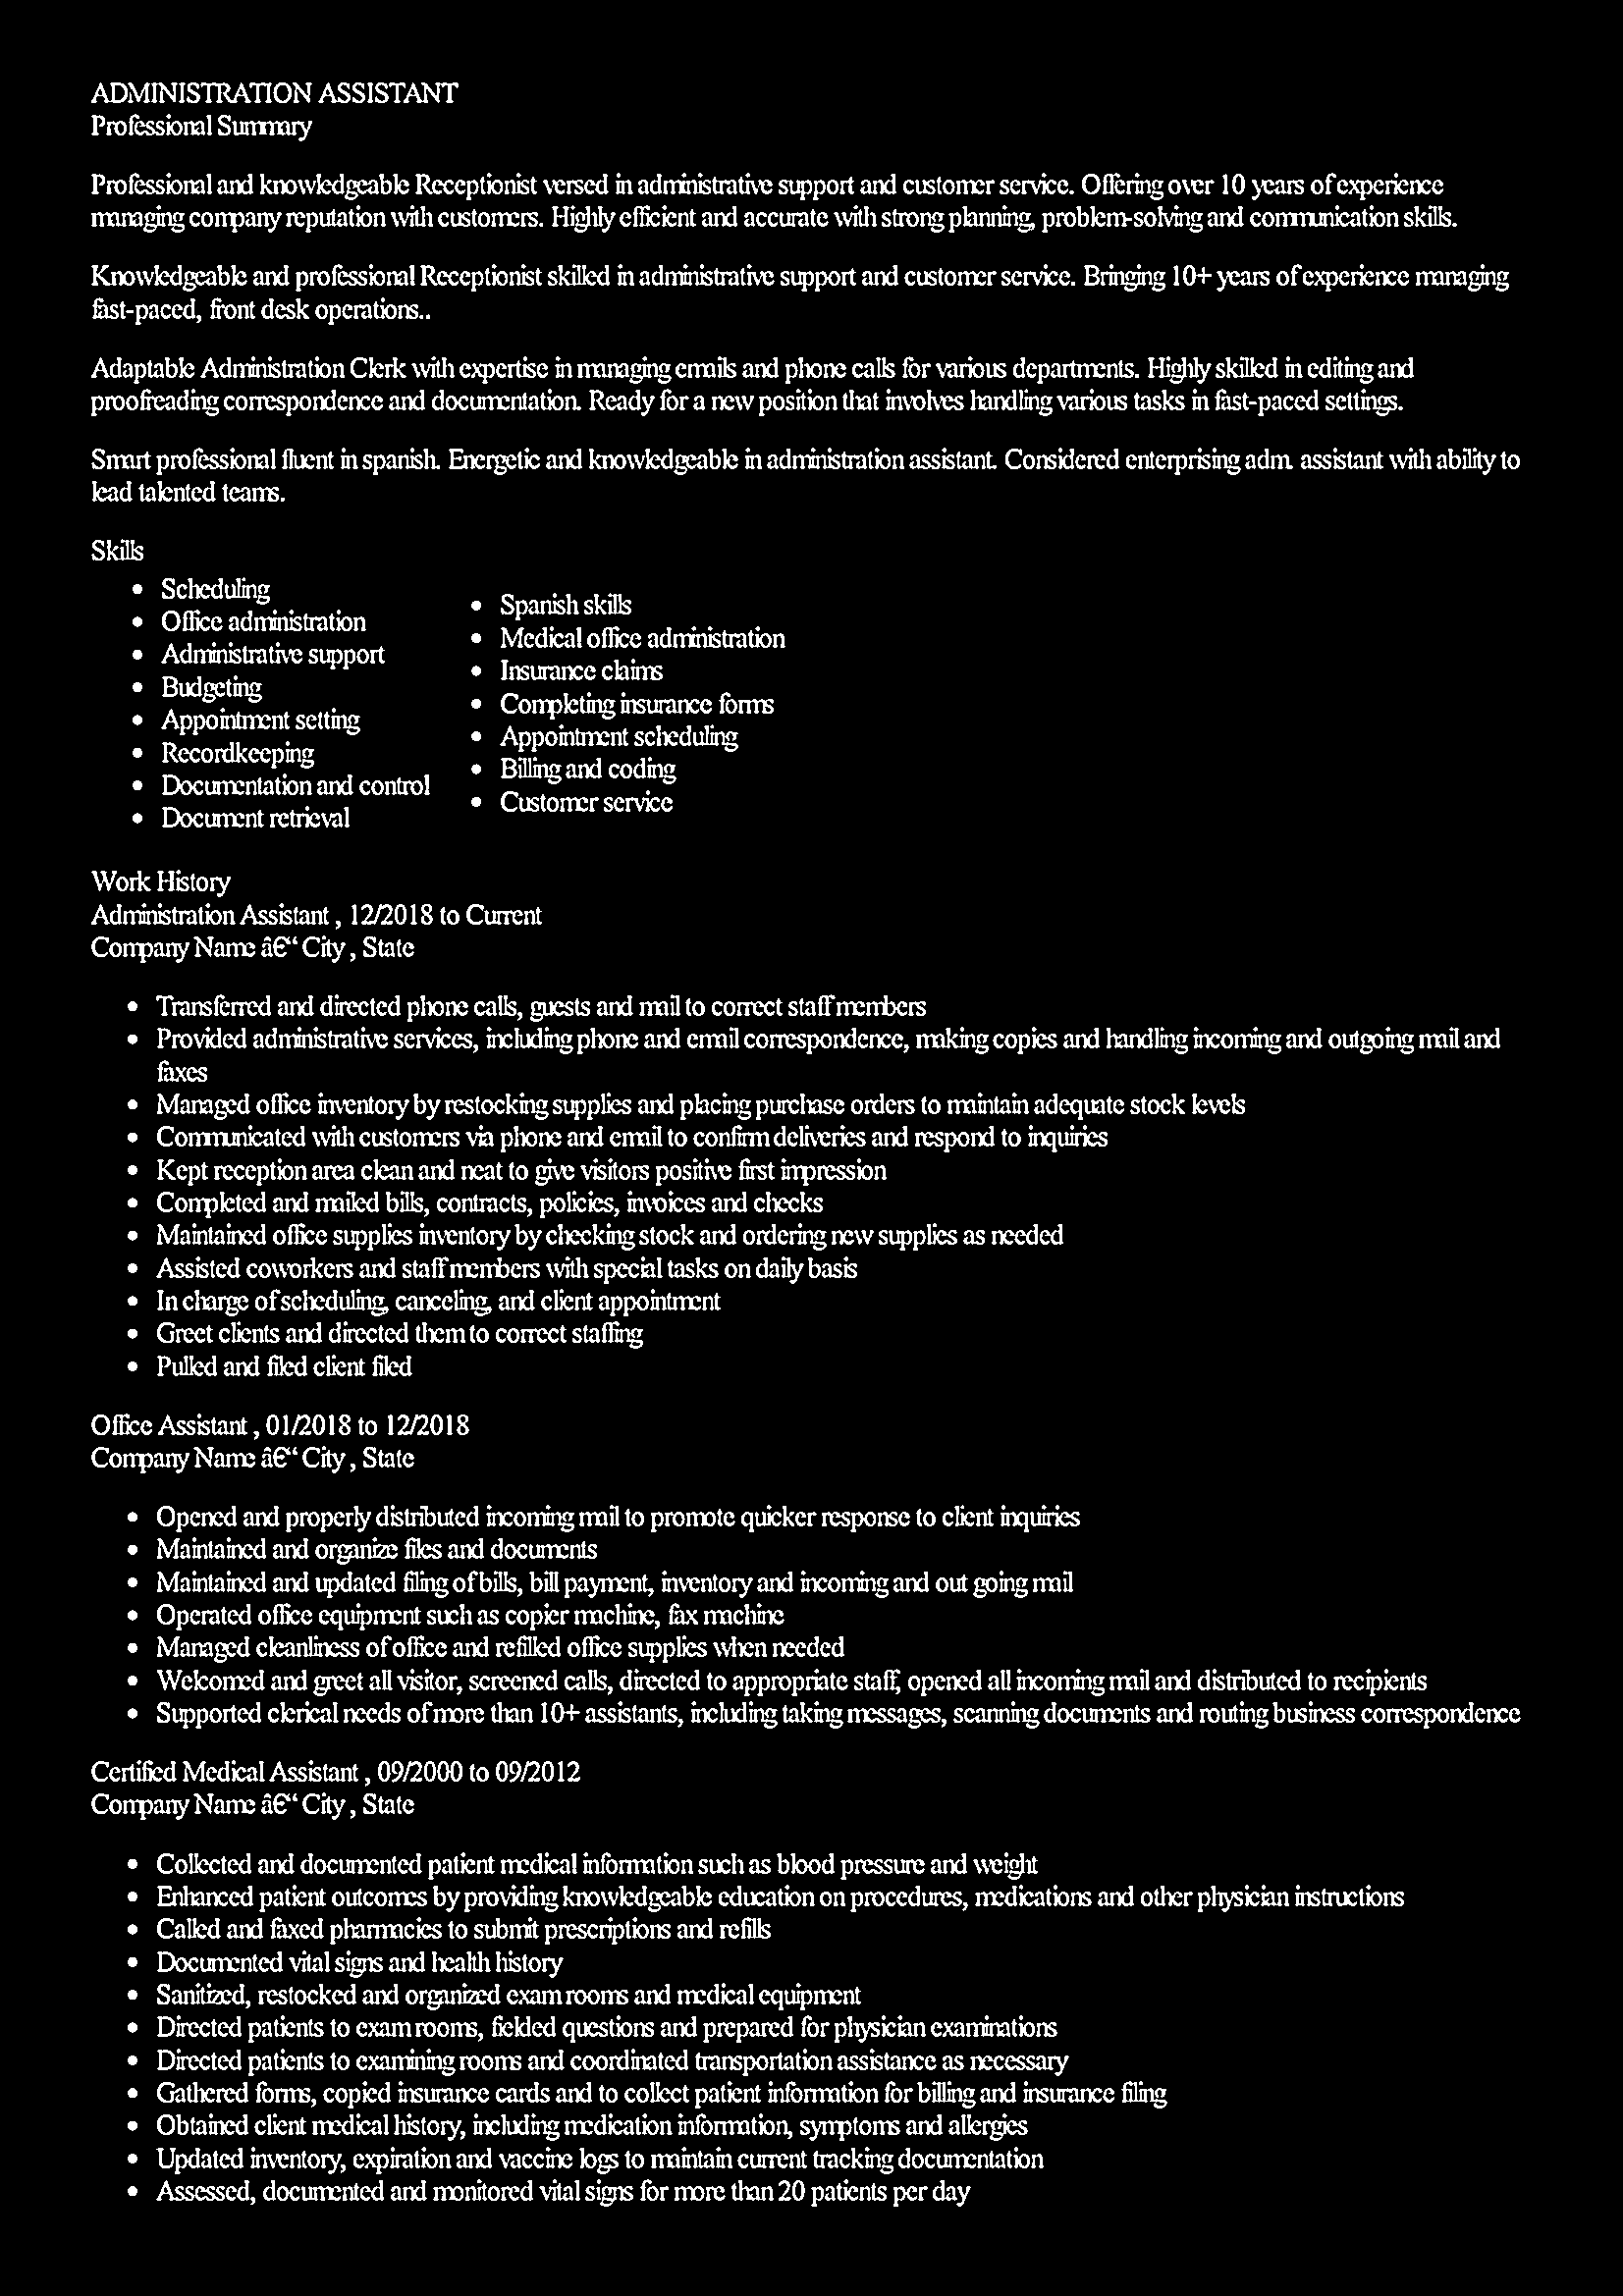 ADMINISTRATION ASSISTANT
Professional Summary
Professional and knowledgeable Receptionist versed in administrative support and customer service. Offering over 10 years of experience
managing company reputation with customers. Highly efficient and accurate with strong planning, problem-solving and communication skills.
Knowledgeable and professional Receptionist skilled in administrative support and customer service. Bringing 10+ years of experience managing
fast-paced, front desk operations..
Adaptable Administration Clerk with expertise in managing emails and phone calls for various departments. Highly skilled in editing and
proofreading correspondence and documentation. Ready for a new position that involves handling various tasks in fast-paced settings.
Smart professional fluent in spanish. Energetic and knowledgeable in administration assistant. Considered enterprising adm. assistant with ability to
lead talented teams.
Skills
• Scheduling
• Office administration
• Administrative support
• Budgeting
• Appointment setting
• Recordkeeping
• Documentation and control
• Document retrieval
• Spanish skills
• Medical office administration
• Insurance claims
• Completing insurance forms
• Appointment scheduling
• Billing and coding
• Customer service
Work History
Administration Assistant , 12/2018 to Current
Company Name â€“ City , State
• Transferred and directed phone calls, guests and mail to correct staff members
• Provided administrative services, including phone and email correspondence, making copies and handling incoming and outgoing mail and
faxes
• Managed office inventory by restocking supplies and placing purchase orders to maintain adequate stock levels
• Communicated with customers via phone and email to confirm deliveries and respond to inquiries
• Kept reception area clean and neat to give visitors positive first impression
• Completed and mailed bills, contracts, policies, invoices and checks
• Maintained office supplies inventory by checking stock and ordering new supplies as needed
• Assisted coworkers and staff members with special tasks on daily basis
• In charge of scheduling, canceling, and client appointment
• Greet clients and directed them to correct staffing
• Pulled and filed client filed
Office Assistant , 01/2018 to 12/2018
Company Name â€“ City , State
• Opened and properly distributed incoming mail to promote quicker response to client inquiries
• Maintained and organize files and documents
• Maintained and updated filing of bills, bill payment, inventory and incoming and out going mail
• Operated office equipment such as copier machine, fax machine
• Managed cleanliness of office and refilled office supplies when needed
• Welcomed and greet all visitor, screened calls, directed to appropriate staff, opened all incoming mail and distributed to recipients
• Supported clerical needs of more than 10+ assistants, including taking messages, scanning documents and routing business correspondence
Certified Medical Assistant , 09/2000 to 09/2012
Company Name â€“ City , State
• Collected and documented patient medical information such as blood pressure and weight
• Enhanced patient outcomes by providing knowledgeable education on procedures, medications and other physician instructions
• Called and faxed pharmacies to submit prescriptions and refills
• Documented vital signs and health history
• Sanitized, restocked and organized exam rooms and medical equipment
• Directed patients to exam rooms, fielded questions and prepared for physician examinations
• Directed patients to examining rooms and coordinated transportation assistance as necessary
• Gathered forms, copied insurance cards and to collect patient information for billing and insurance filing
• Obtained client medical history, including medication information, symptoms and allergies
• Updated inventory, expiration and vaccine logs to maintain current tracking documentation
• Assessed, documented and monitored vital signs for more than 20 patients per day